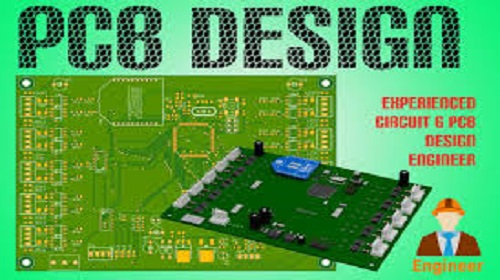 PCB DESIGN
EXPERIENCED
CIRCUIT & PCB
DESIGN
ENGINEER
Engineer